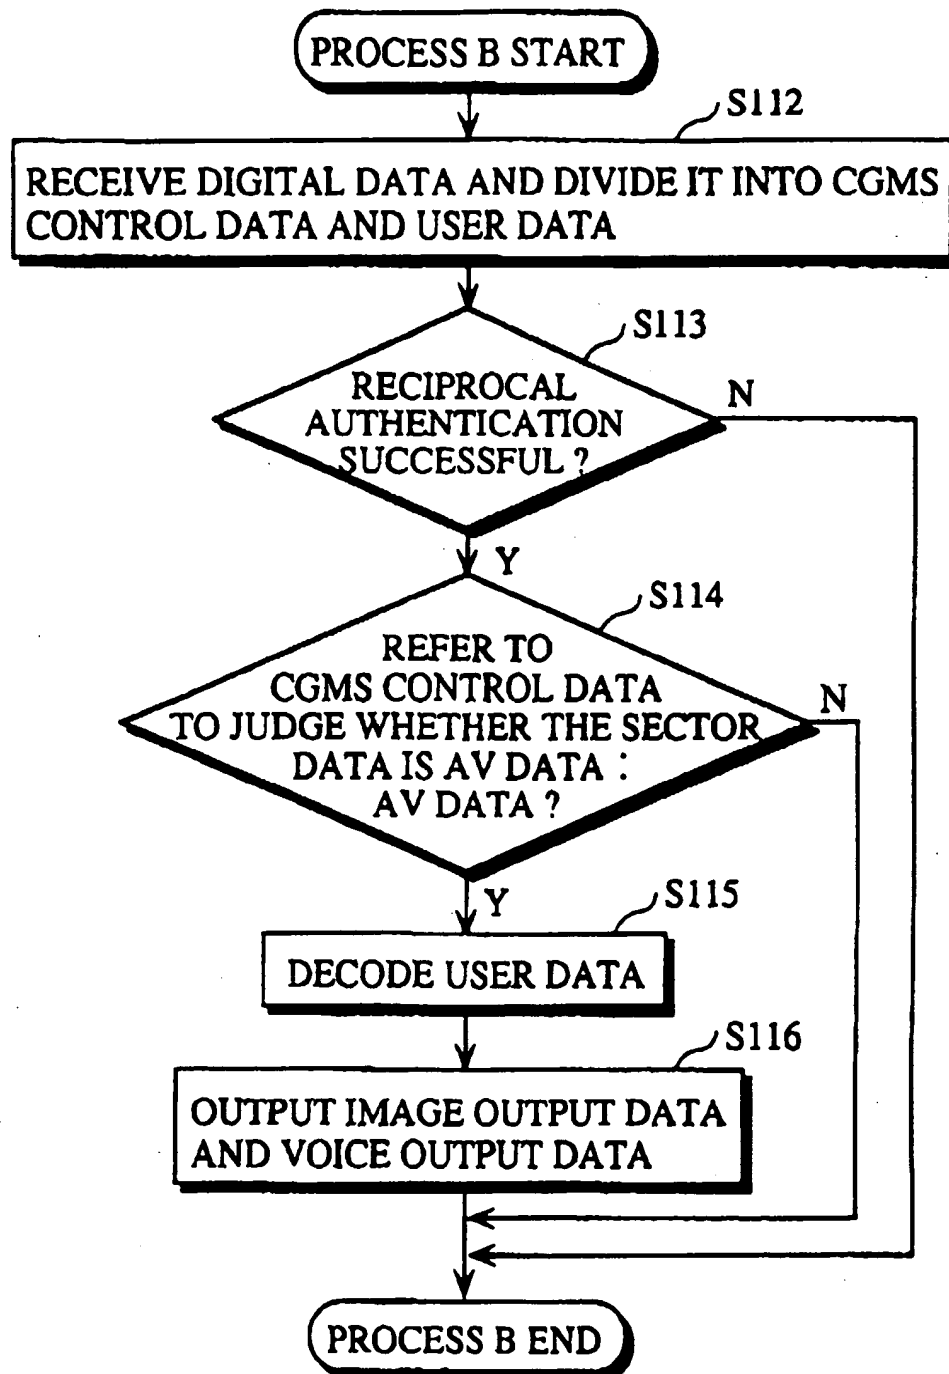 PROCESS B START
S112
RECEIVE DIGITAL DATA AND DIVIDE IT INTO CGMS
CONTROL DATA AND USER DATA
S113
RECIPROCAL
AUTHENTICATION
SUCCESSFUL ?
N
Y
S114
REFER TO
CGMS CONTROL DATA
TO JUDGE WHETHER THE SECTOR
DATA IS AV DATA :
AV DATA ?
N
Y
S115
DECODE USER DATA
S116
OUTPUT IMAGE OUTPUT DATA
AND VOICE OUTPUT DATA
PROCESS B END